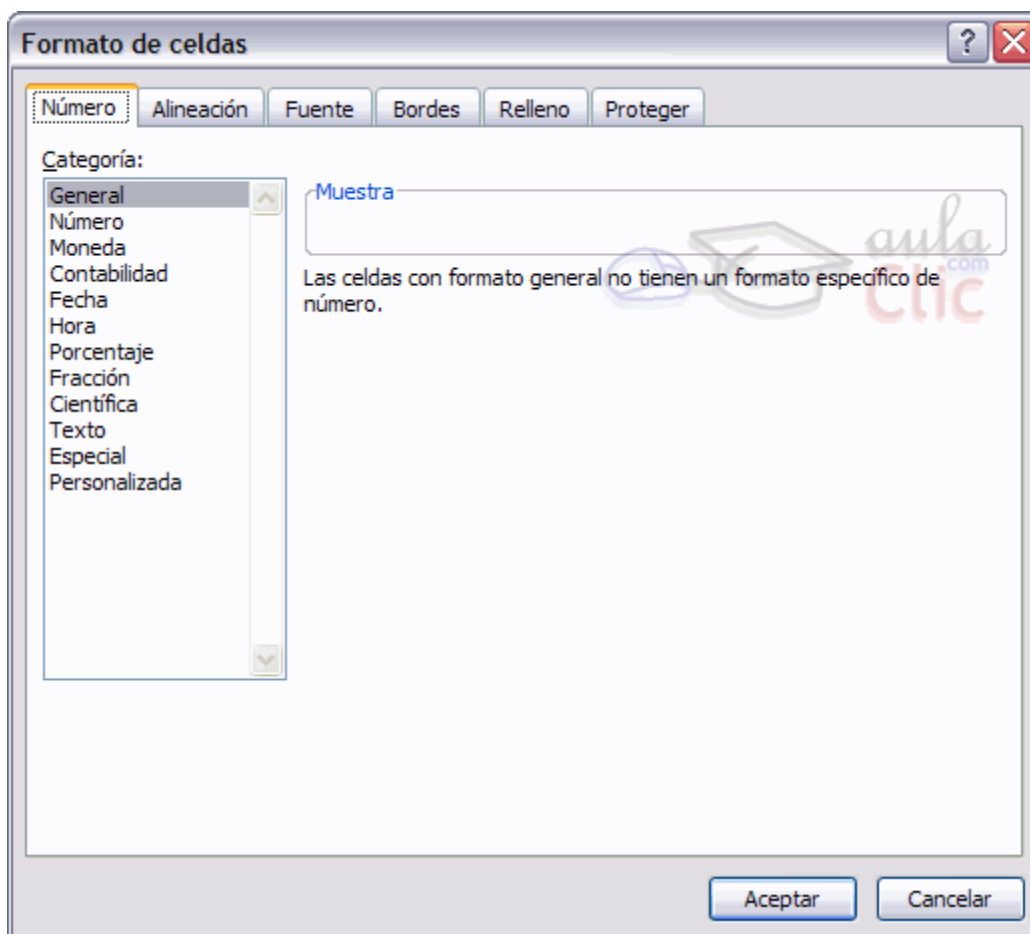 Formato de celdas
?
Número
Alineación
Fuente
Bordes
Relleno
Proteger
Categoría:
General
Número
Moneda
Contabilidad
Fecha
Hora
Porcentaje
Fracción
Científica
Texto
Especial
Personalizada
Muestra
aula
.com
Clic
Las celdas con formato general no tienen un formato específico de
número.
Aceptar
Cancelar